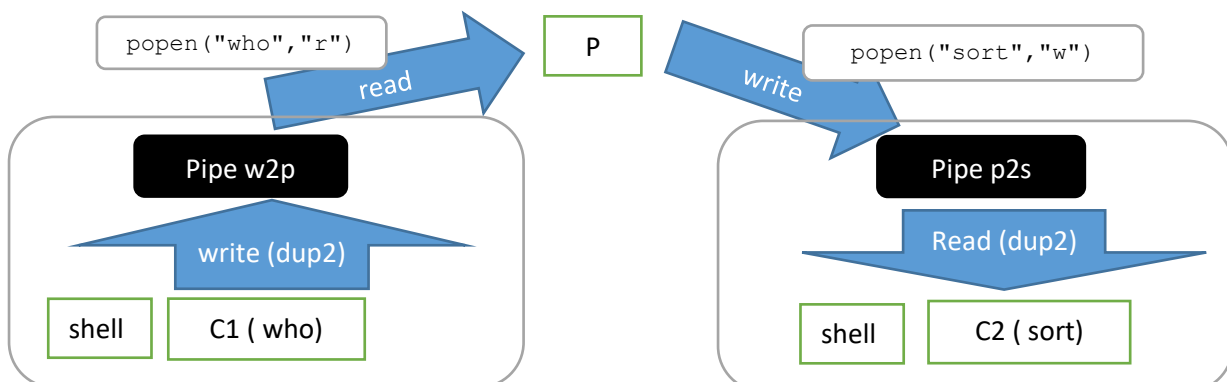 popen("who","r")
P
popen("sort","w")
read
write
Pipe w2p
Pipe p2s
write (dup2)
Read (dup2)
shell
C1 ( who)
shell
C2 ( sort)